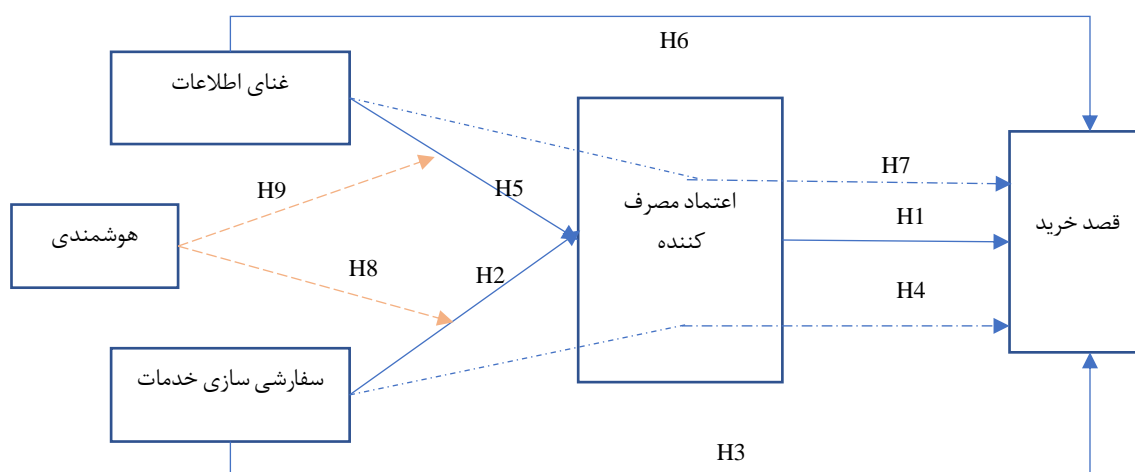 H6
غنای اطلاعات
H7
H9
H5
اعتماد مصرف
کننده
H1
قصد خرید
هوشمندی
H8
H2
H4
سفارشی سازی خدمات
H3